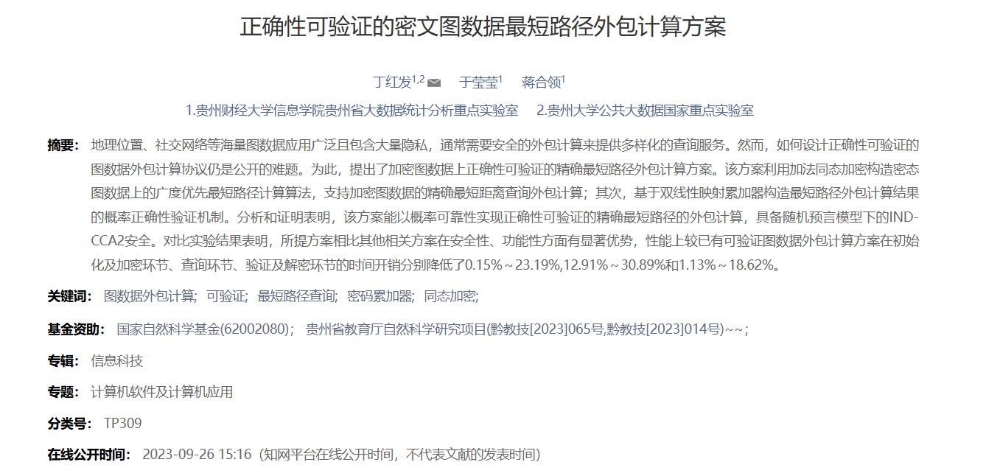 正确性可验证的密文图数据最短路径外包计算方案
丁红发1,2 于莹莹1 蒋合领1
1.贵州财经大学信息学院贵州省大数据统计分析重点实验室 2.贵州大学公共大数据国家重点实验室
摘要： 地理位置、社交网络等海量图数据应用广泛且包含大量隐私，通常需要安全的外包计算来提供多样化的查询服务。然而，如何设计正确性可验证的
图数据外包计算协议仍是公开的难题。为此，提出了加密图数据上正确性可验证的精确最短路径外包计算方案。该方案利用加法同态加密构造密态
图数据上的广度优先最短路径计算算法，支持加密图数据的精确最短距离查询外包计算；其次，基于双线性映射累加器构造最短路径外包计算结果
的概率正确性验证机制。分析和证明表明，该方案能以概率可靠性实现正确性可验证的精确最短路径的外包计算，具备随机预言模型下的IND-
CCA2安全。对比实验结果表明，所提方案相比其他相关方案在安全性、功能性方面有显著优势，性能上较已有可验证图数据外包计算方案在初始
化及加密环节、查询环节、验证及解密环节的时间开销分别降低了0.15%～23.19%,12.91%～30.89%和1.13%～18.62%。
关键词： 图数据外包计算; 可验证; 最短路径查询; 密码累加器; 同态加密;
基金资助： 国家自然科学基金(62002080)； 贵州省教育厅自然科学研究项目(黔教技[2023]065号,黔教技[2023]014号)~~；
专辑： 信息科技
专题： 计算机软件及计算机应用
分类号： TP309
在线公开时间： 2023-09-26 15:16（知网平台在线公开时间，不代表文献的发表时间）